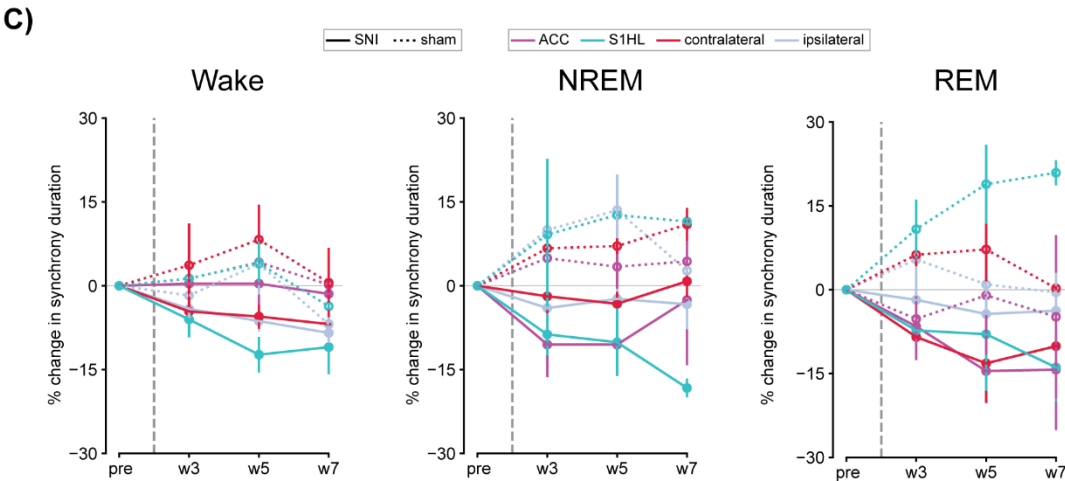 C)
SNI sham ACC S1HL contralateral ipsilateral
Wake
% change in synchrony duration
30
15
0
−15
−30
pre w3 w5 w7
NREM
% change in synchrony duration
30
15
0
−15
−30
pre w3 w5 w7
REM
% change in synchrony duration
30
15
0
−15
−30
pre w3 w5 w7